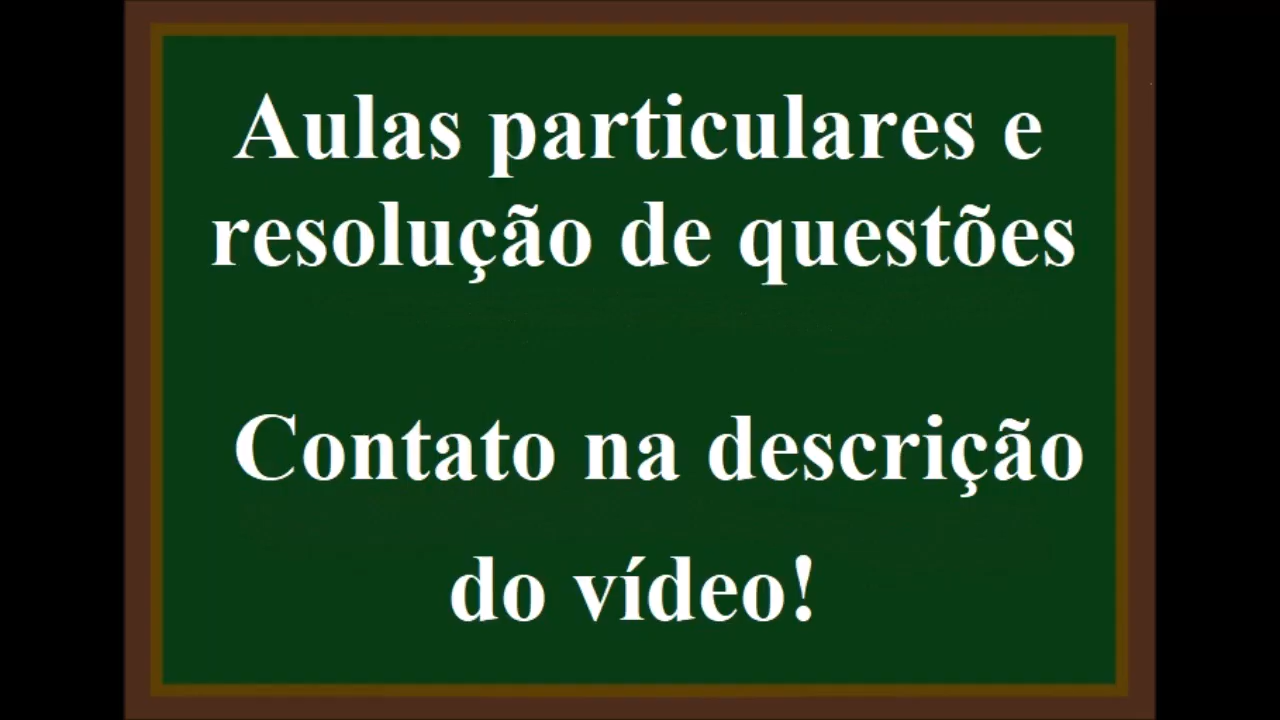 Aulas particulares e
resolução de questões
Contato na descrição
do vídeo!